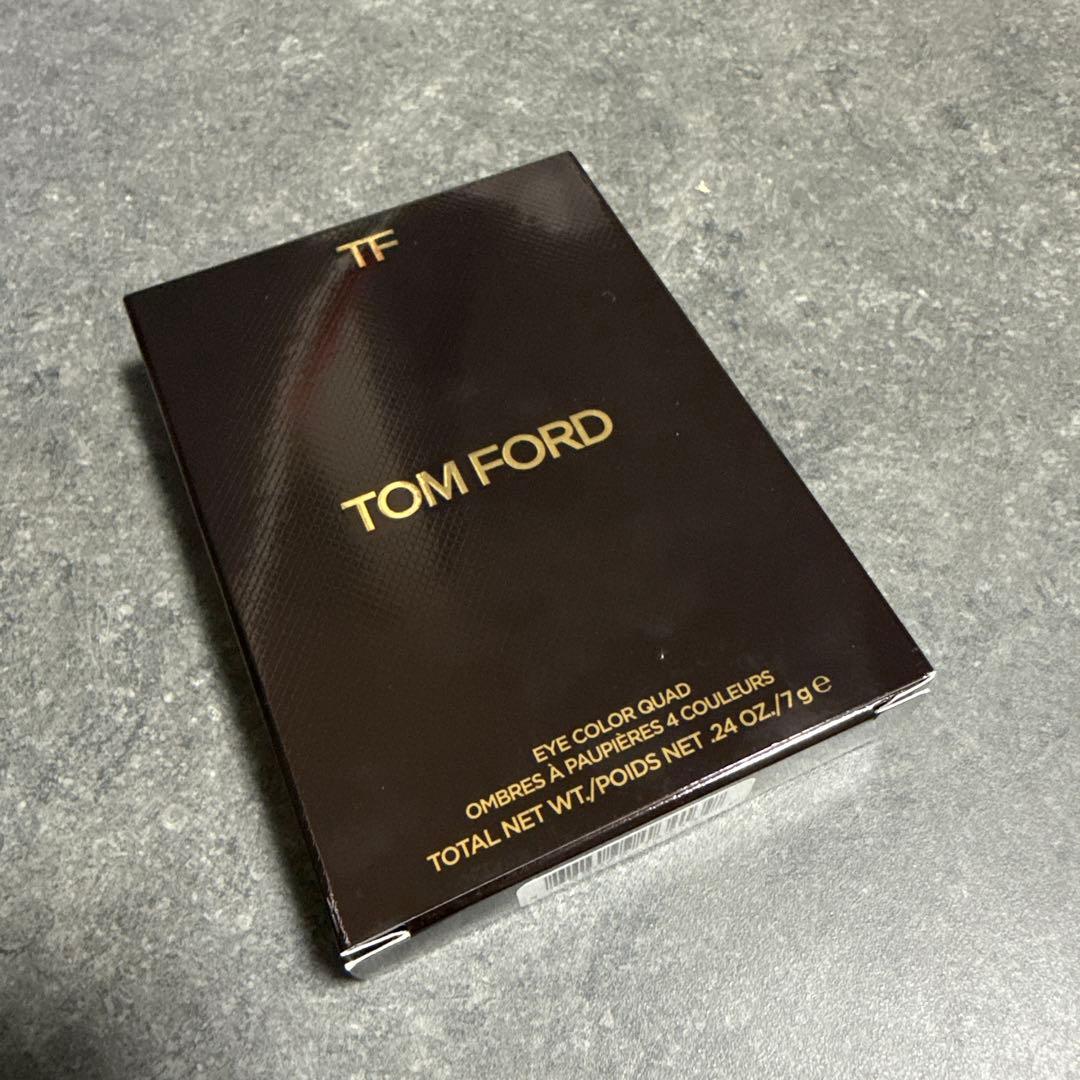 TF
TOM FORD
EYE COLOR QUAD
OMBRES À PAUPIÈRES 4 COULEURS
TOTAL NET WT./POIDS NET .24 OZ./7 g ℮